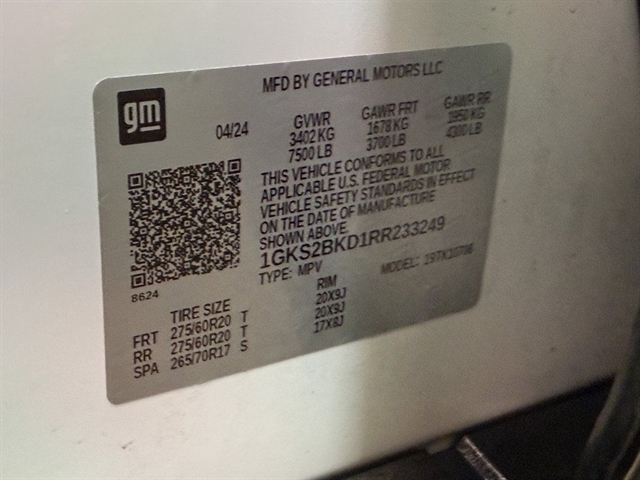 MFD BY GENERAL MOTORS LLC
gm
04/24 GVWR GAWR FRT GAWR RR
3402 KG 1678 KG 1950 KG
7500 LB 3700 LB 4300 LB
THIS VEHICLE CONFORMS TO ALL
APPLICABLE U.S. FEDERAL MOTOR
VEHICLE SAFETY STANDARDS IN EFFECT
ON THE DATE OF MANUFACTURE
SHOWN ABOVE.
1GKS2BKD1RR233249
TYPE: MPV MODEL: 19TK10706
8624
TIRE SIZE RIM
FRT 275/60R20 T 20X9J
RR 275/60R20 T 20X9J
SPA 265/70R17 S 17X8J